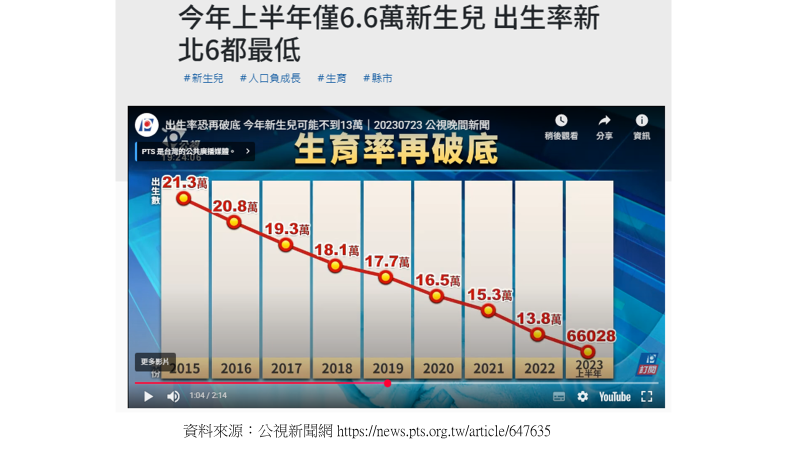 今年上半年僅6.6萬新生兒 出生率新
北6都最低
#新生兒 #人口負成長 #生育 #縣市
出生率恐再破底 今年新生兒可能不到13萬｜20230723 公視晚間新聞
稍後觀看 分享 資訊
PTS 是台灣的公共廣播媒體。
19:24:06
生育率再破底
出生數
21.3萬
20.8萬
19.3萬
18.1萬
17.7萬
16.5萬
15.3萬
13.8萬
66028
更多影片
2015 2016 2017 2018 2019 2020 2021 2022 2023
上半年
訂閱
1:04 / 2:14
YouTube
資料來源：公視新聞網 https://news.pts.org.tw/article/647635